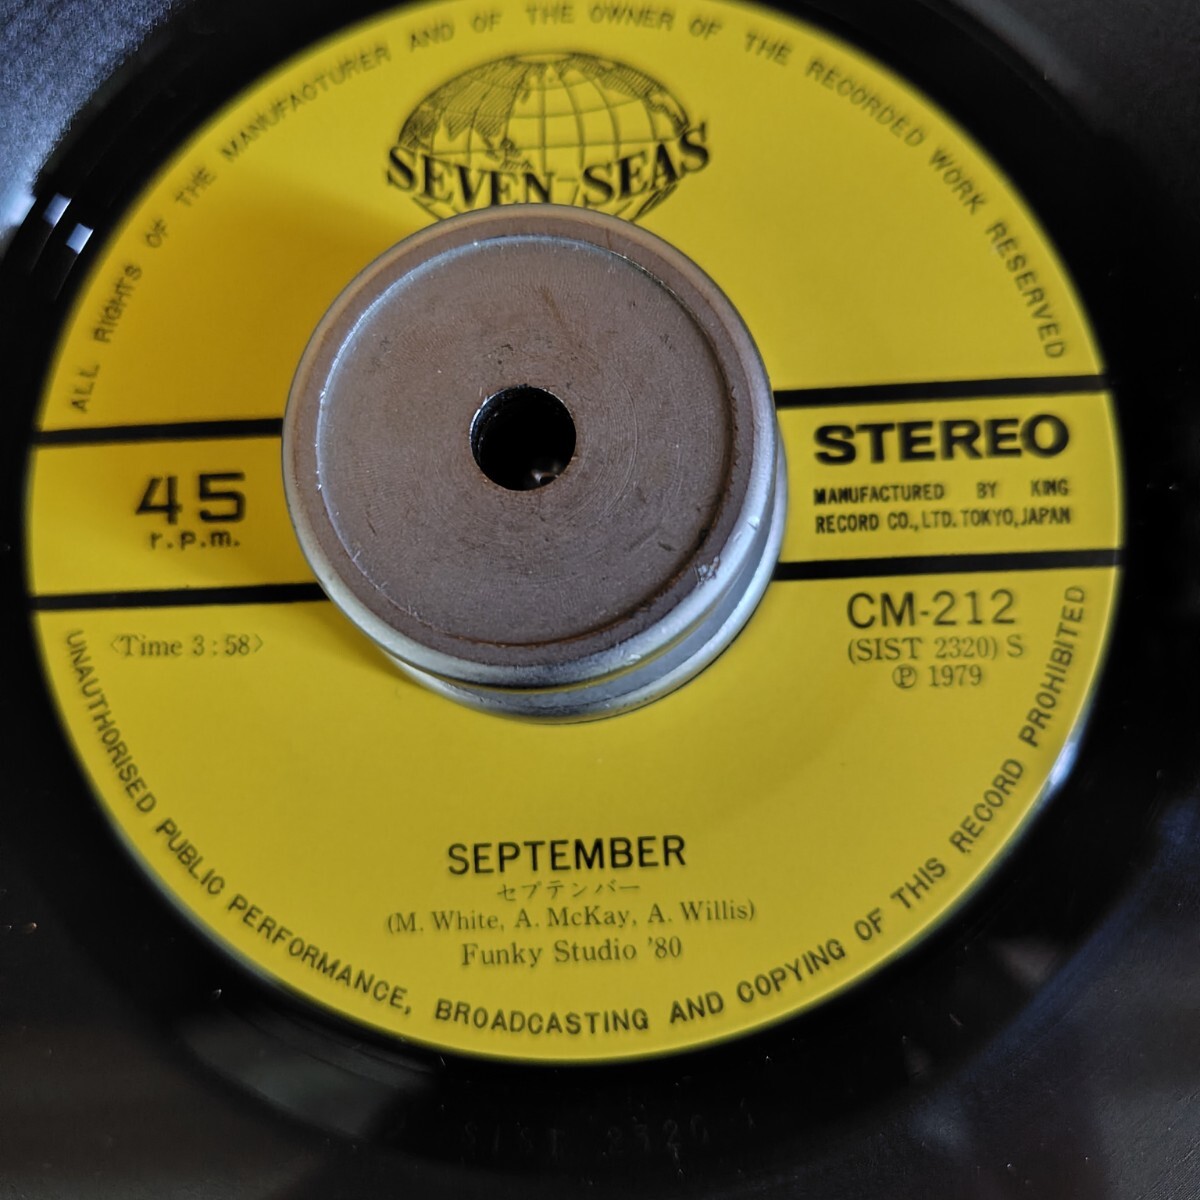 ALL RIGHTS OF THE MANUFACTURER AND OF THE OWNER OF THE RECORDED WORK RESERVED
SEVEN SEAS
45
r.p.m.
STEREO
MANUFACTURED BY KING
RECORD CO., LTD. TOKYO, JAPAN
<Time 3:58>
CM-212
(SIST 2320) S
Ⓟ 1979
SEPTEMBER
セプテンバー
(M. White, A. McKay, A. Willis)
Funky Studio '80
UNAUTHORISED PUBLIC PERFORMANCE, BROADCASTING AND COPYING OF THIS RECORD PROHIBITED
SIST 2320